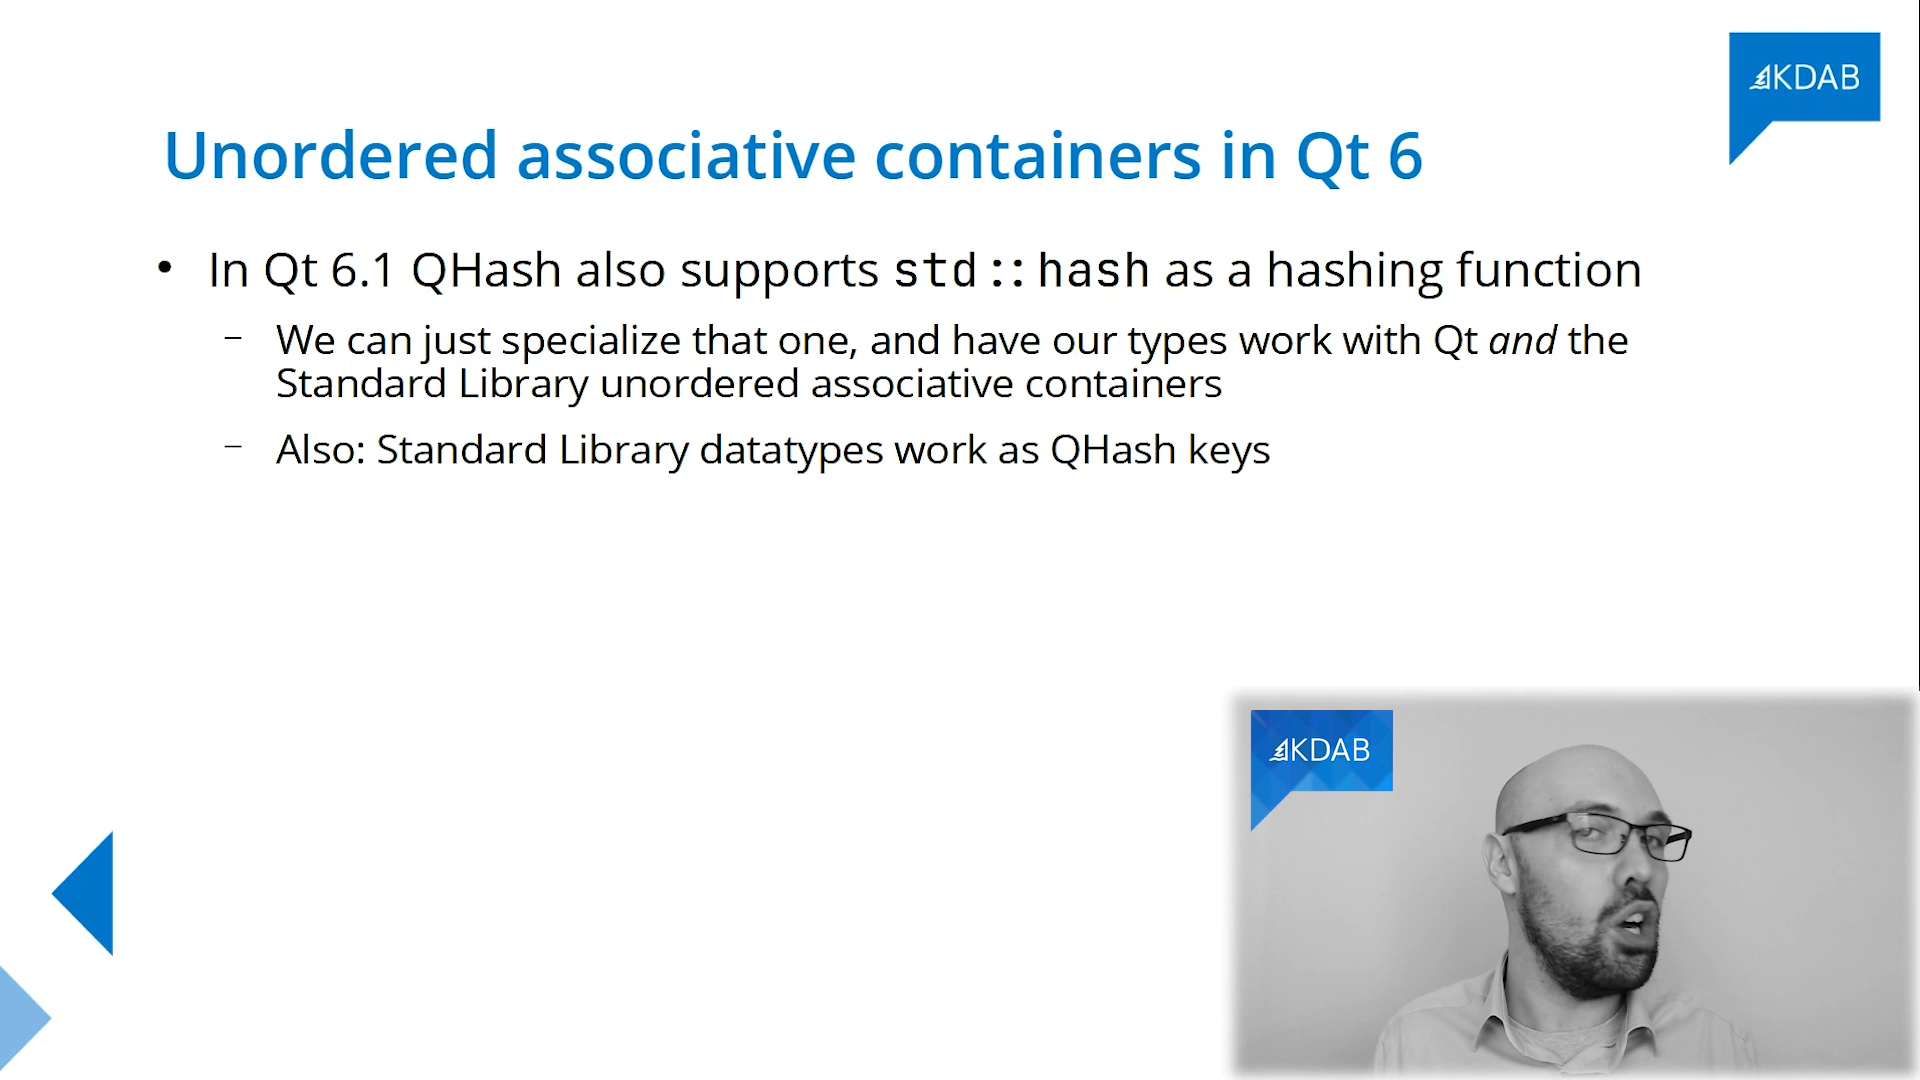 KDAB
Unordered associative containers in Qt 6
• In Qt 6.1 QHash also supports std::hash as a hashing function
– We can just specialize that one, and have our types work with Qt and the
Standard Library unordered associative containers
– Also: Standard Library datatypes work as QHash keys
KDAB